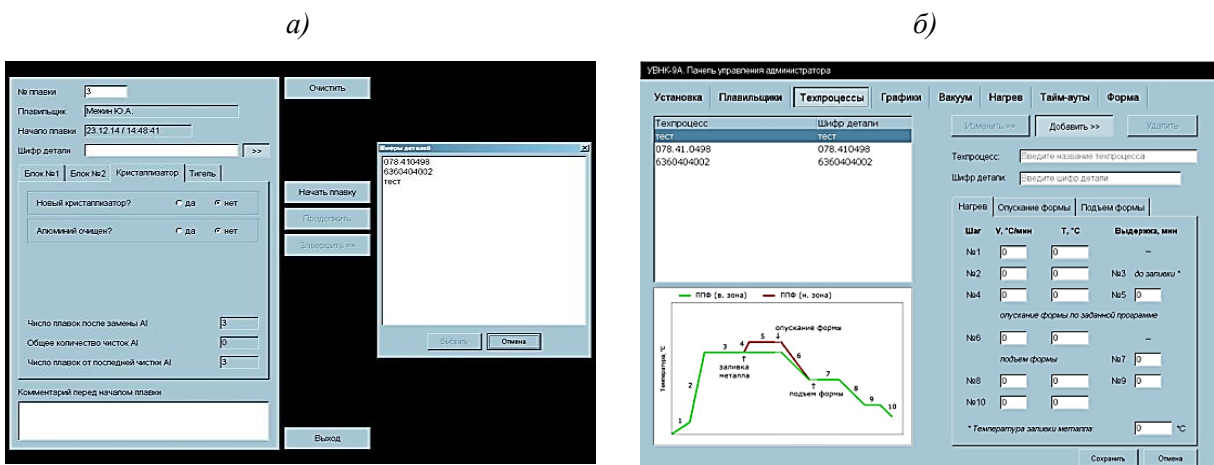 а)
б)
№ плавки 3
Плавильщик Межин Ю.А.
Начало плавки 23.12.14 / 14:48:41
Шифр детали >>
Блок №1 Блок №2 Кристаллизатор Тигель
Новый кристаллизатор? да нет
Алюминий очищен? да нет
Число плавок после замены Al 3
Общее количество чисток Al 0
Число плавок от последней чистки Al 3
Комментарий перед началом плавки
Очистить
Начать плавку
Продолжить
Завершить >>
Выход
Шифры деталей
078.410498
6360404002
тест
Выбрать Отмена
УВНК-9А. Панель управления администратора
Установка Плавильщики Техпроцессы Графики Вакуум Нагрев Тайм-ауты Форма
Техпроцесс Шифр детали
тест тест
078.41.0498 078.410498
6360404002 6360404002
Изменить >> Добавить >> Удалить
Техпроцесс: Введите название техпроцесса
Шифр детали: Введите шифр детали
Нагрев Опускание формы Подъем формы
Шаг V, °С/мин Т, °С Выдержка, мин
№1 0 0 –
№2 0 0 №3 до заливки *
№4 0 0 №5 0
опускание формы по заданной программе
№6 0 0 –
подъем формы №7 0
№8 0 0 №9 0
№10 0 0
* Температура заливки металла: 0 °С
Сохранить Отмена
ППФ (в. зона) ППФ (н. зона)
Температура, °С
1 2 3 4 5 6 7 8 9 10
опускание формы
заливка металла
подъем формы